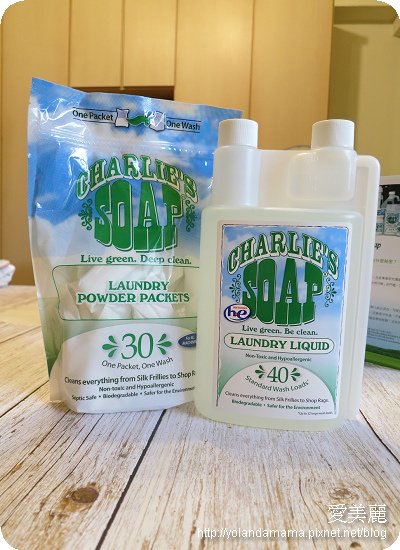 One Packet One Wash
CHARLIE'S
SOAP
Live green. Deep clean.
LAUNDRY
POWDER PACKETS
30
One Packet, One Wash
Cleans everything from Silk Frillies to Shop Rags.
Non-toxic and Hypoallergenic
Septic Safe • Biodegradable • Safer for the Environment
CHARLIE'S
SOAP
he
Live green. Be clean.
LAUNDRY LIQUID
Non-Toxic and Hypoallergenic
40
Standard Wash Loads*
Cleans everything from Silk Frillies to Shop Rags.
Biodegradable • Safer for the Environment
愛美麗
http://yolandamama.pixnet.net/blog